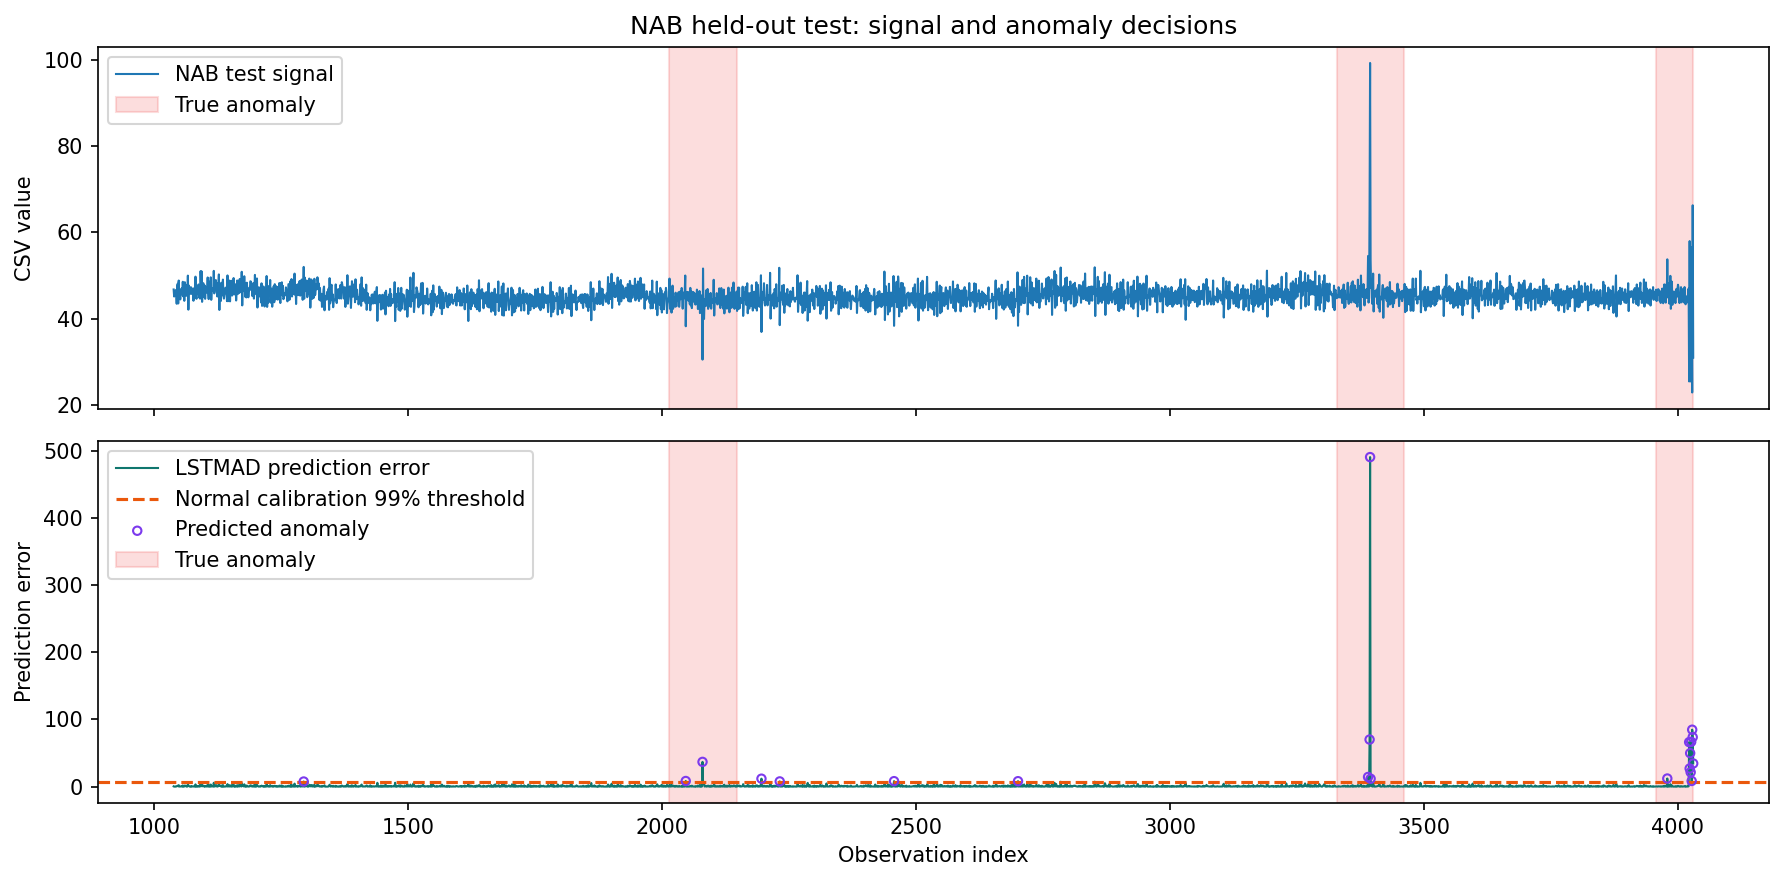 NAB held-out test: signal and anomaly decisions
100
80
60
40
20
CSV value
NAB test signal
True anomaly
500
400
300
200
100
0
Prediction error
LSTMAD prediction error
Normal calibration 99% threshold
Predicted anomaly
True anomaly
1000 1500 2000 2500 3000 3500 4000
Observation index